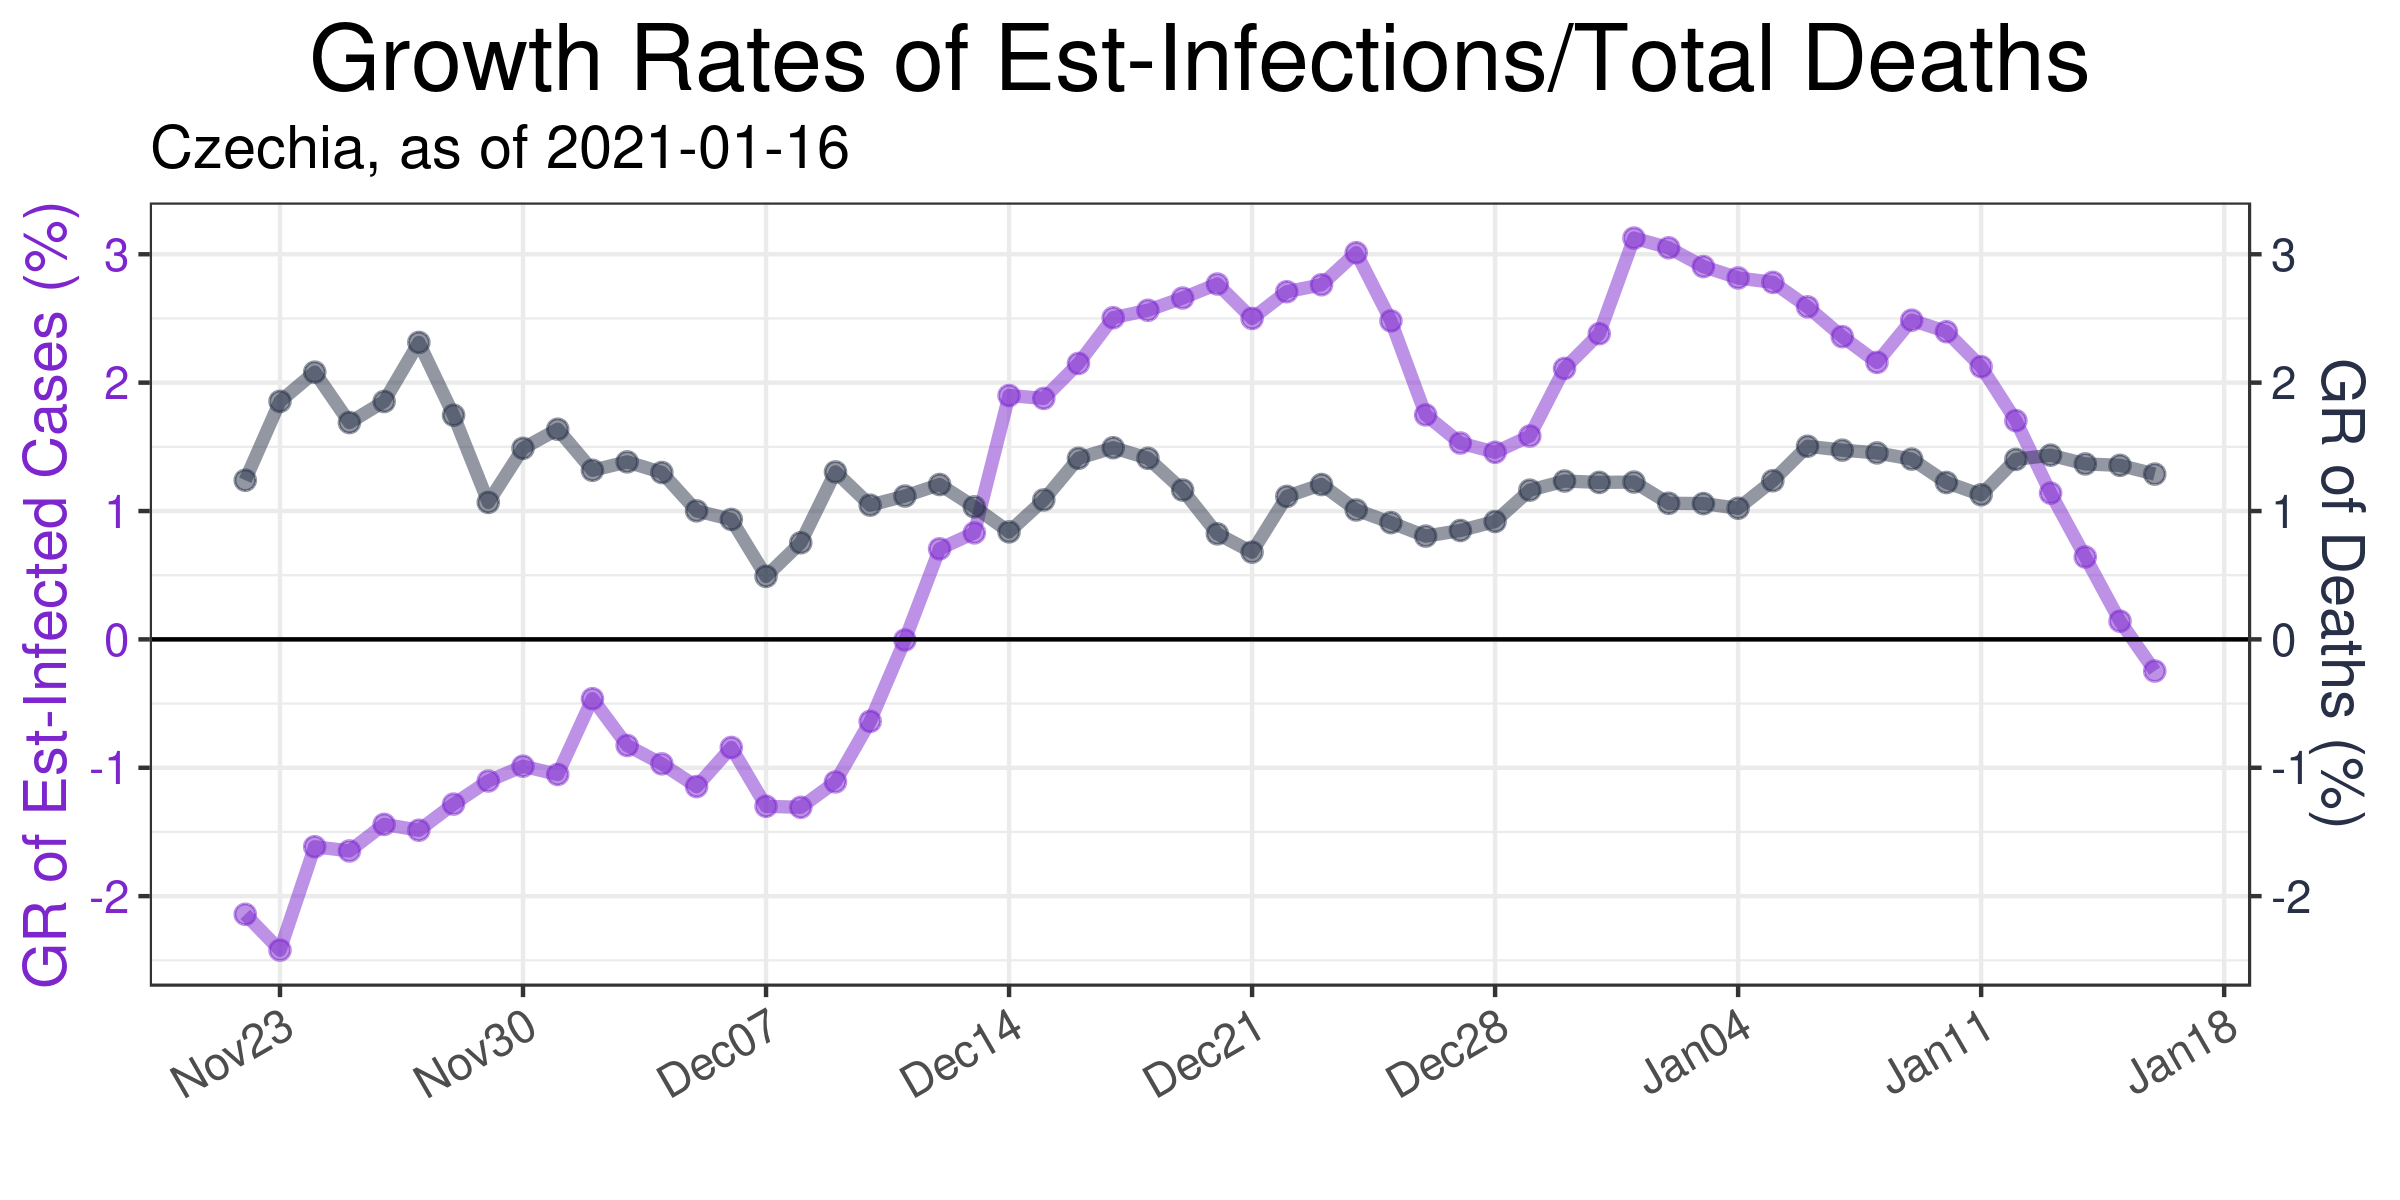 Growth Rates of Est-Infections/Total Deaths
Czechia, as of 2021-01-16
GR of Est-Infected Cases (%)
3
2
1
0
-1
-2
3
2
1
0
-1
-2
GR of Deaths (%)
Nov23
Nov30
Dec07
Dec14
Dec21
Dec28
Jan04
Jan11
Jan18